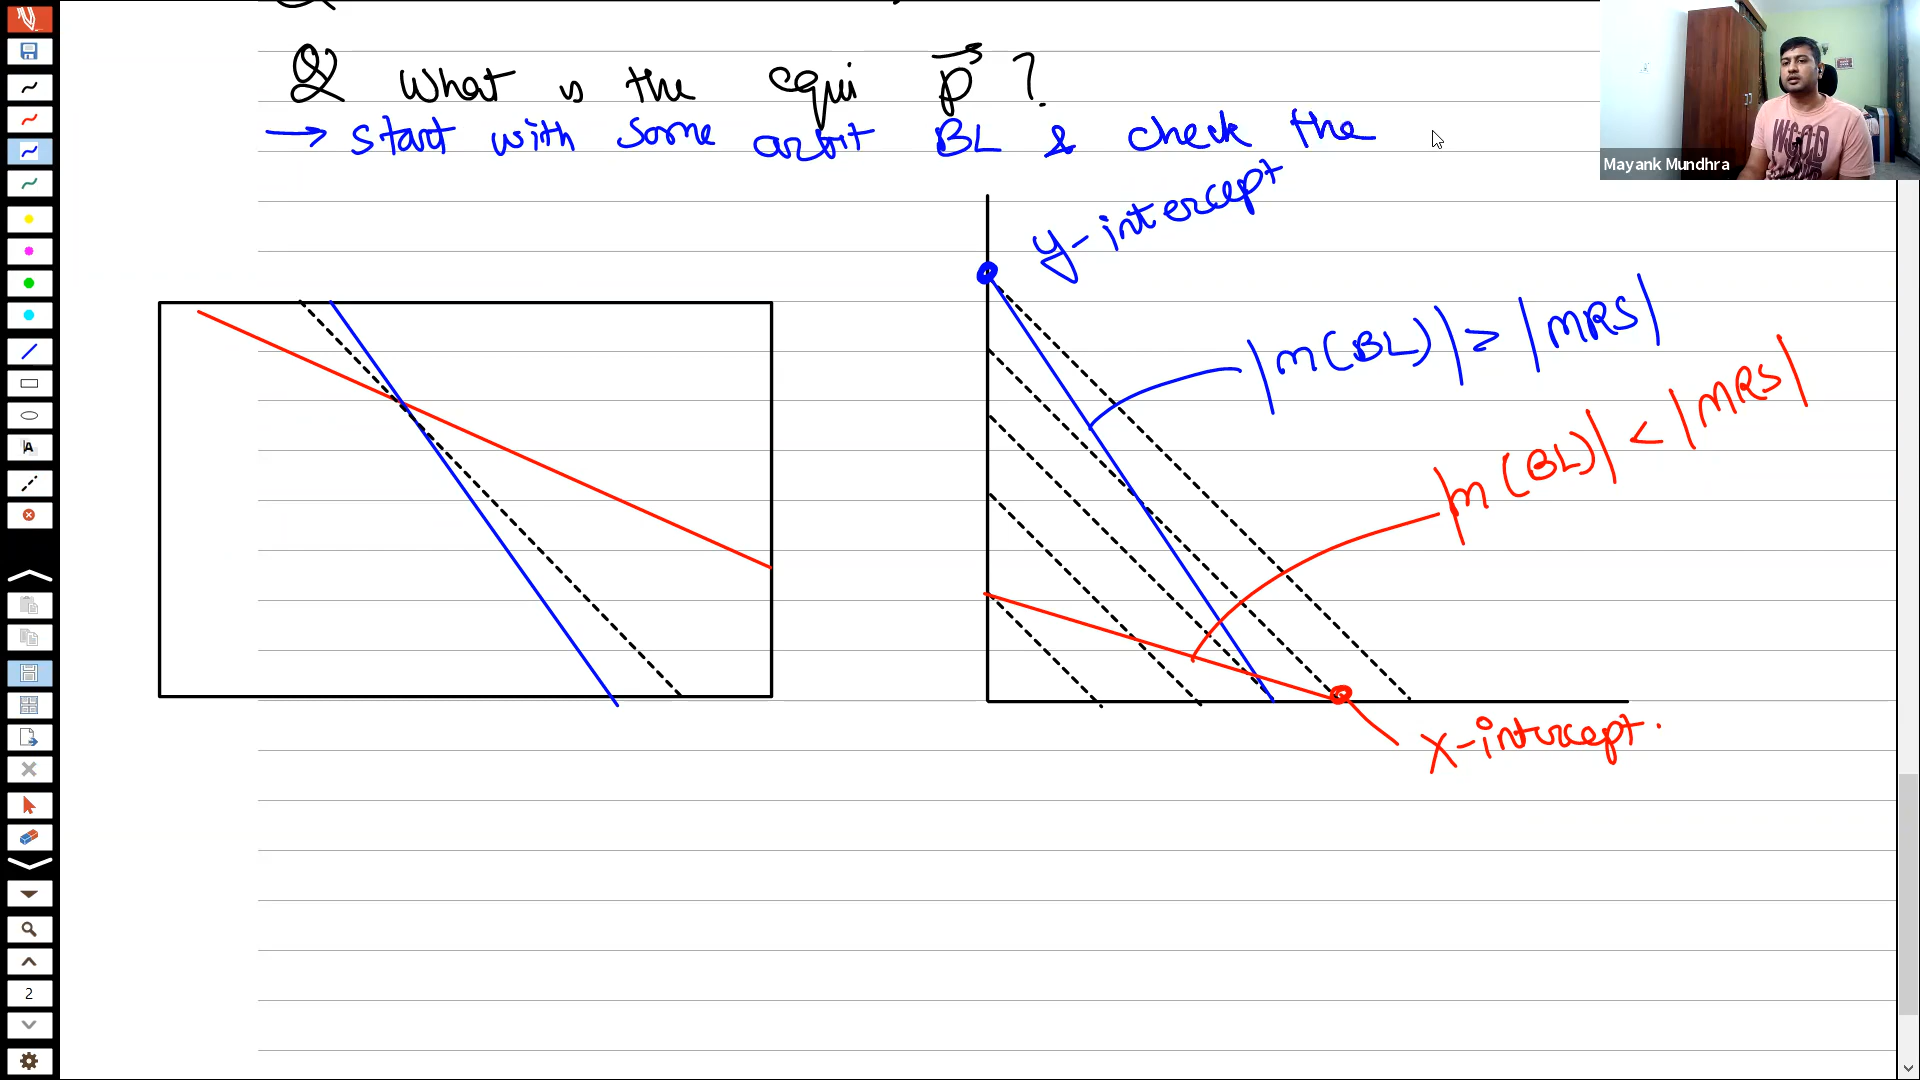 Q What is the equi p ?
→ start with some arbit BL & check the
Mayank Mundhra
WOOD
y-intercept
|m(BL)| > |MRS|
|m(BL)| < |MRS|
X-intercept.
A
2